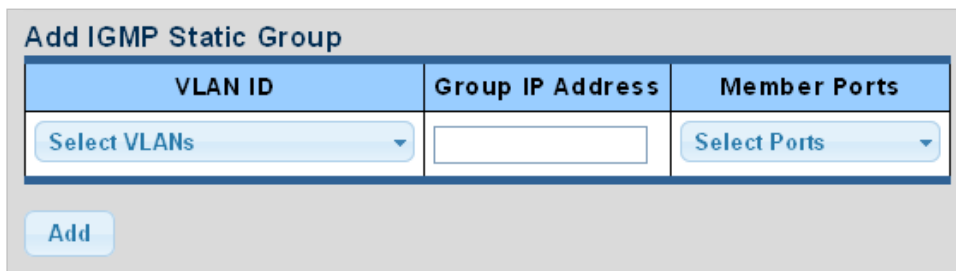 Add IGMP Static Group
VLAN ID Group IP Address Member Ports
Select VLANs Select Ports
Add